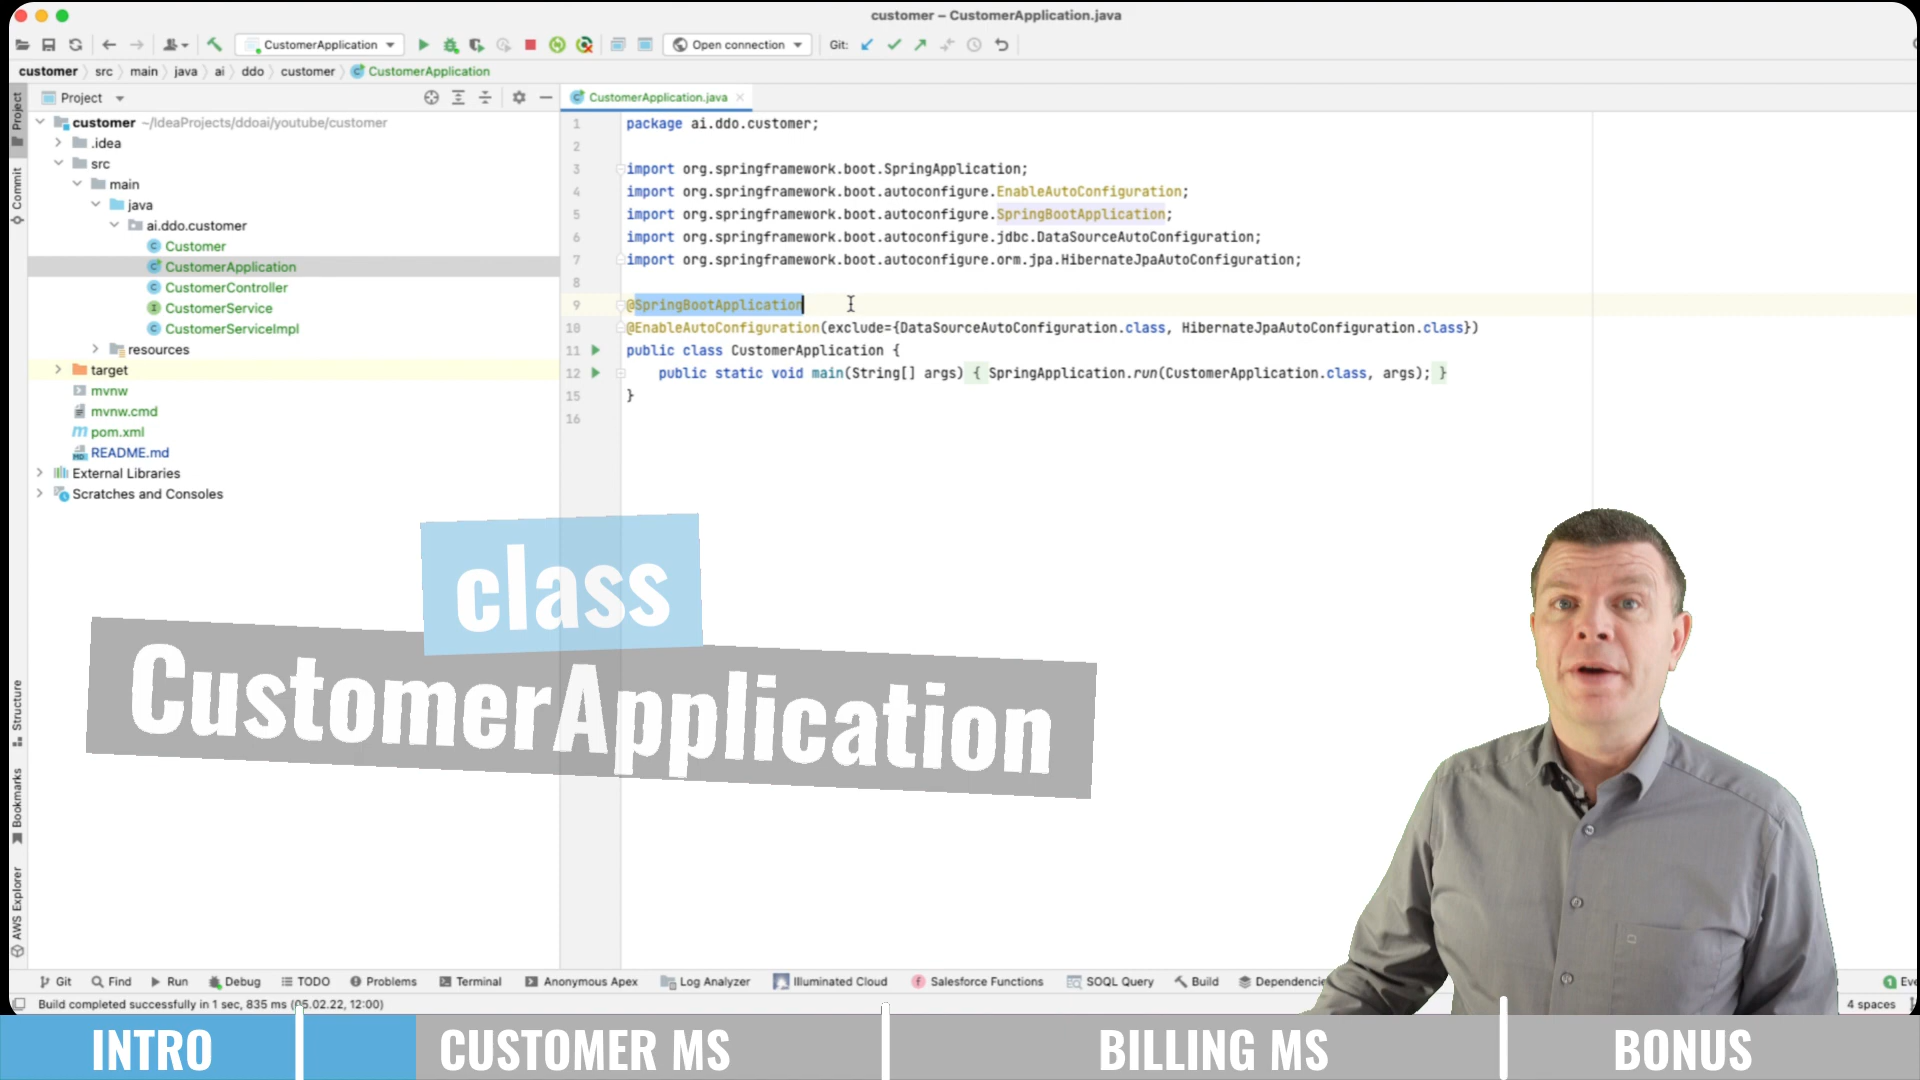 customer – CustomerApplication.java
CustomerApplication
Open connection
Git:
customer src main java ai ddo customer CustomerApplication
Project
CustomerApplication.java
Project
Commit
Structure
Bookmarks
AWS Explorer
customer ~/IdeaProjects/ddoai/youtube/customer
.idea
src
main
java
ai.ddo.customer
Customer
CustomerApplication
CustomerController
CustomerService
CustomerServiceImpl
resources
target
mvnw
mvnw.cmd
pom.xml
README.md
External Libraries
Scratches and Consoles
1 package ai.ddo.customer;
2
3 import org.springframework.boot.SpringApplication;
4 import org.springframework.boot.autoconfigure.EnableAutoConfiguration;
5 import org.springframework.boot.autoconfigure.SpringBootApplication;
6 import org.springframework.boot.autoconfigure.jdbc.DataSourceAutoConfiguration;
7 import org.springframework.boot.autoconfigure.orm.jpa.HibernateJpaAutoConfiguration;
8
9 @SpringBootApplication
10 @EnableAutoConfiguration(exclude={DataSourceAutoConfiguration.class, HibernateJpaAutoConfiguration.class})
11 public class CustomerApplication {
12 public static void main(String[] args) { SpringApplication.run(CustomerApplication.class, args); }
15 }
16
class
CustomerApplication
Git Find Run Debug TODO Problems Terminal Anonymous Apex Log Analyzer Illuminated Cloud Salesforce Functions SOQL Query Build Dependencie
Build completed successfully in 1 sec, 835 ms (05.02.22, 12:00)
4 spaces
INTRO CUSTOMER MS BILLING MS BONUS